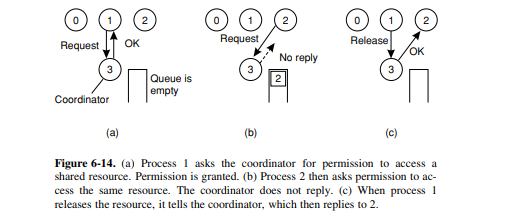 0 1 2 0 1 2 0 1 2
Request OK Request Release
No reply OK
3 3 3
Queue is
empty
2
Coordinator
(a) (b) (c)
Figure 6-14. (a) Process 1 asks the coordinator for permission to access a
shared resource. Permission is granted. (b) Process 2 then asks permission to ac-
cess the same resource. The coordinator does not reply. (c) When process 1
releases the resource, it tells the coordinator, which then replies to 2.